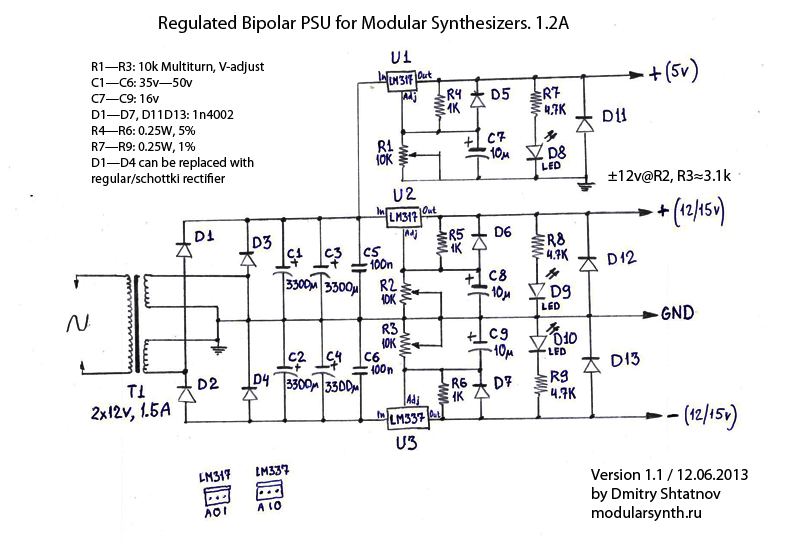 Regulated Bipolar PSU for Modular Synthesizers. 1.2A
R1—R3: 10k Multiturn, V-adjust
C1—C6: 35v—50v
C7—C9: 16v
D1—D7, D11D13: 1n4002
R4—R6: 0.25W, 5%
R7—R9: 0.25W, 1%
D1—D4 can be replaced with
regular/schottki rectifier
U1
In LM317 Out
Adj
R4
1K
D5
R7
4.7K
D11
+(5v)
R1
10K
+
C7
10μ
D8
LED
±12v@R2, R3≈3.1k
U2
In LM317 Out
Adj
+(12/15v)
D1
D3
C1
+
3300μ
C3
+
3300μ
C5
100n
R5
1K
D6
R8
4.7K
D12
R2
10K
+
C8
10μ
D9
LED
GND
R3
10K
+
C9
10μ
D10
LED
D13
T1
2x12v, 1.5A
D2
D4
C2
+
3300μ
C4
+
3300μ
C6
100n
R6
1K
D7
R9
4.7K
Adj
In LM337 Out
U3
-(12/15v)
LM317
AOI
LM337
AIO
Version 1.1 / 12.06.2013
by Dmitry Shtatnov
modularsynth.ru